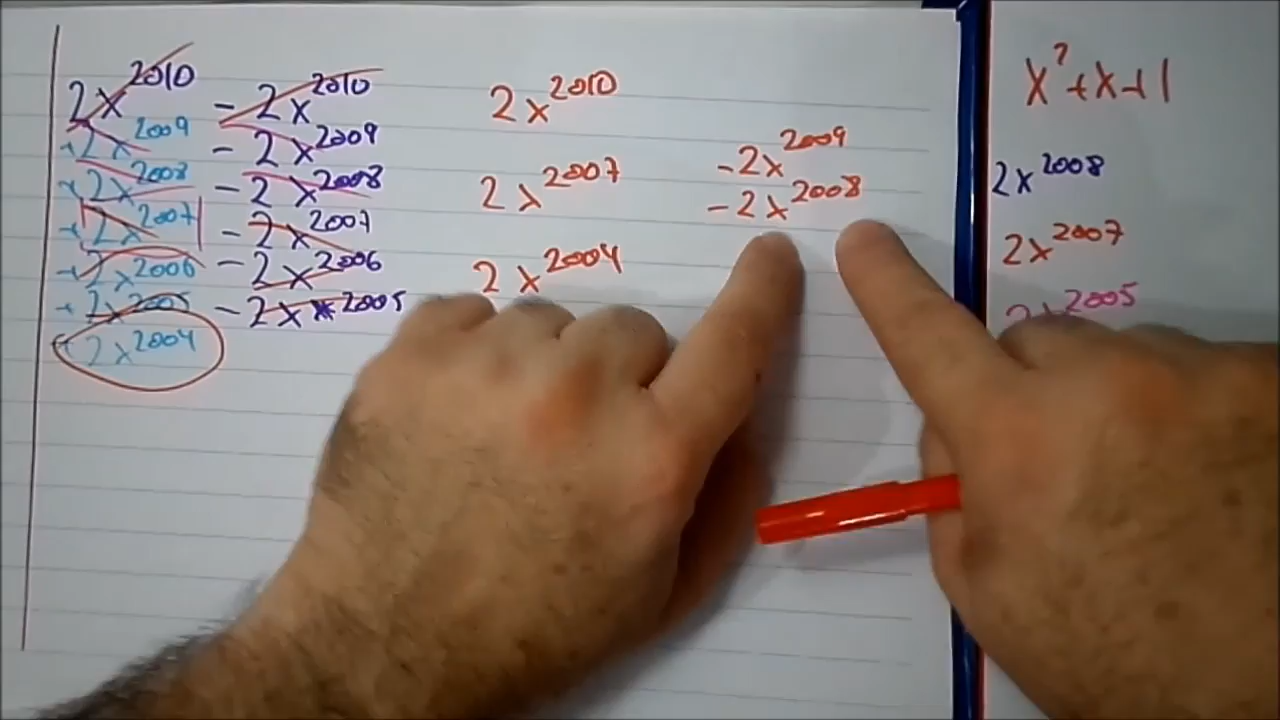 2x^2010 - 2x^2010
+2x^2009 - 2x^2009
+2x^2008 - 2x^2008
+2x^2007 - 2x^2007
+2x^2006 - 2x^2006
+2x^2005 - 2x^2005
+2x^2004
2x^2010
2x^2007
2x^2004
-2x^2009
-2x^2008
x^2+x+1
2x^2008
2x^2007
2x^2005